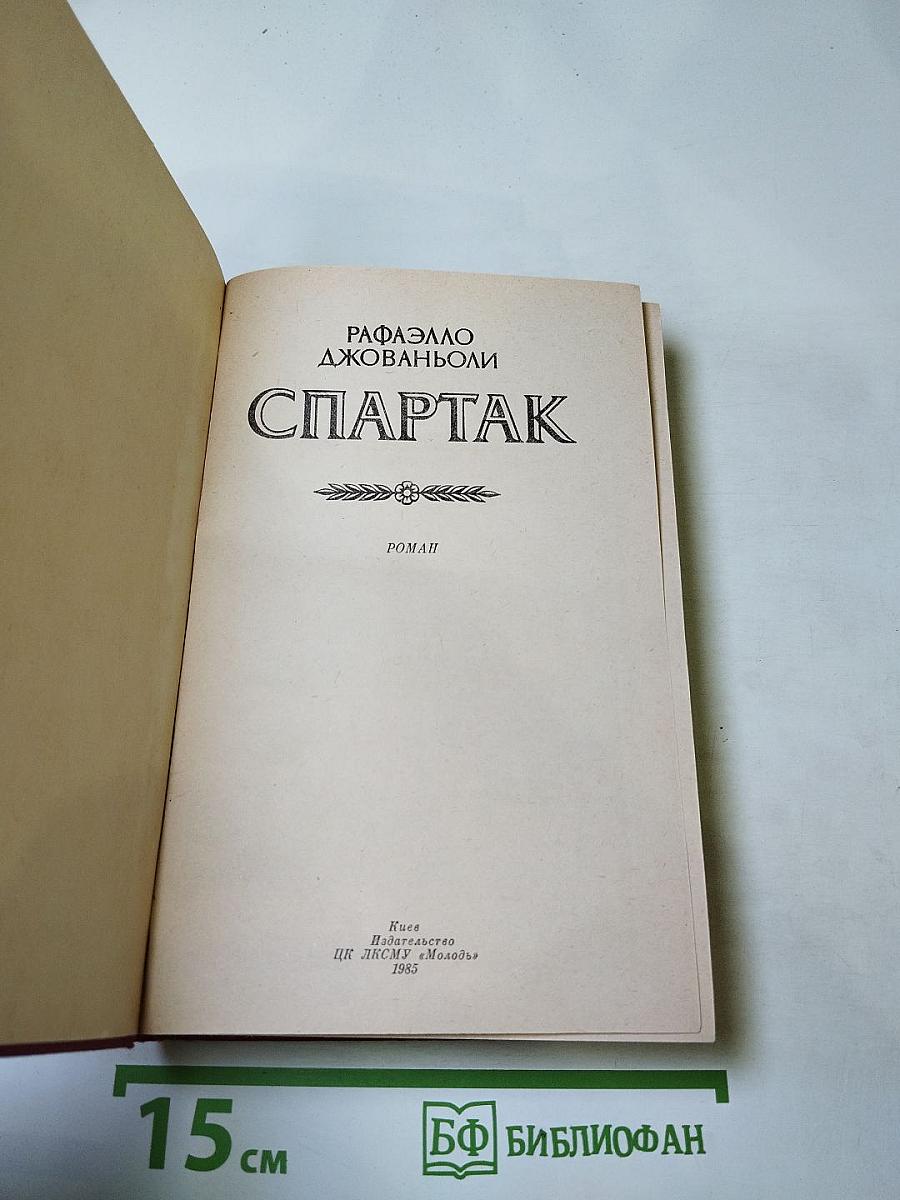 РАФАЭЛЛО
ДЖОВАНЬОЛИ
СПАРТАК
РОМАН
Киев
Издательство
ЦК ЛКСМУ «Молодь»
1985
15 см
БФ БИБЛИОФАН